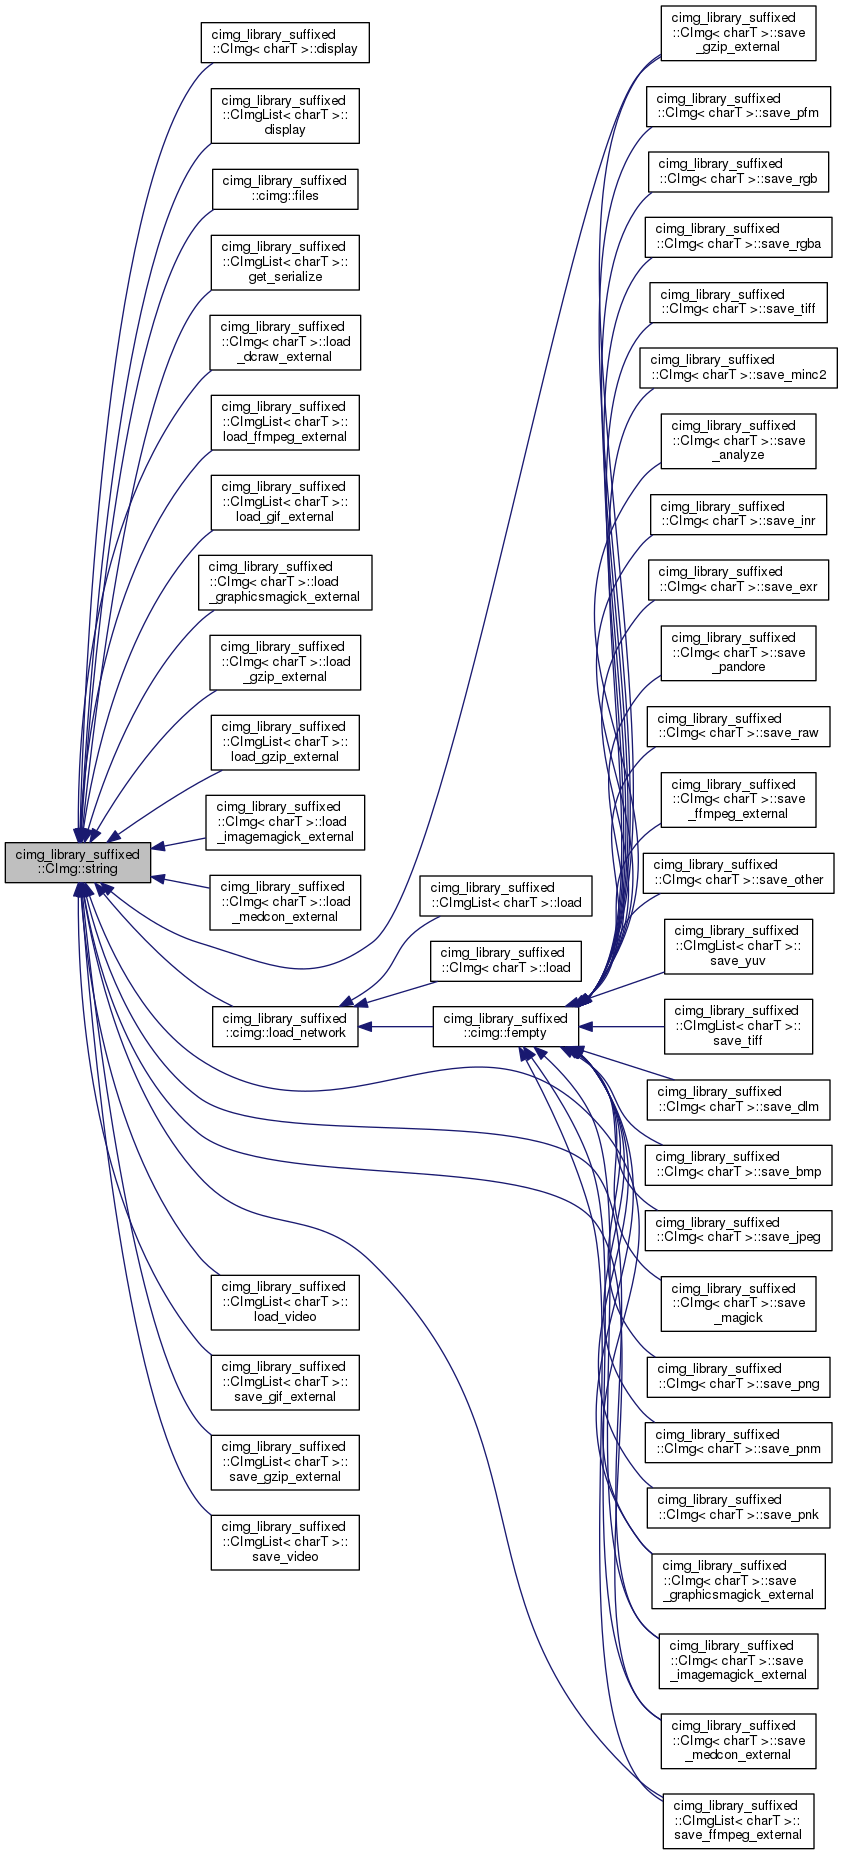 cimg_library_suffixed
::CImg< charT >::display
cimg_library_suffixed
::CImgList< charT >::
display
cimg_library_suffixed
::cimg::files
cimg_library_suffixed
::CImgList< charT >::
get_serialize
cimg_library_suffixed
::CImg< charT >::load
_dcraw_external
cimg_library_suffixed
::CImgList< charT >::
load_ffmpeg_external
cimg_library_suffixed
::CImgList< charT >::
load_gif_external
cimg_library_suffixed
::CImg< charT >::load
_graphicsmagick_external
cimg_library_suffixed
::CImg< charT >::load
_gzip_external
cimg_library_suffixed
::CImgList< charT >::
load_gzip_external
cimg_library_suffixed
::CImg< charT >::load
_imagemagick_external
cimg_library_suffixed
::CImg::string
cimg_library_suffixed
::CImg< charT >::load
_medcon_external
cimg_library_suffixed
::cimg::load_network
cimg_library_suffixed
::CImgList< charT >::
load_video
cimg_library_suffixed
::CImgList< charT >::
save_gif_external
cimg_library_suffixed
::CImgList< charT >::
save_gzip_external
cimg_library_suffixed
::CImgList< charT >::
save_video
cimg_library_suffixed
::CImgList< charT >::load
cimg_library_suffixed
::CImg< charT >::load
cimg_library_suffixed
::cimg::fempty
cimg_library_suffixed
::CImg< charT >::save
_gzip_external
cimg_library_suffixed
::CImg< charT >::save_pfm
cimg_library_suffixed
::CImg< charT >::save_rgb
cimg_library_suffixed
::CImg< charT >::save_rgba
cimg_library_suffixed
::CImg< charT >::save_tiff
cimg_library_suffixed
::CImg< charT >::save_minc2
cimg_library_suffixed
::CImg< charT >::save
_analyze
cimg_library_suffixed
::CImg< charT >::save_inr
cimg_library_suffixed
::CImg< charT >::save_exr
cimg_library_suffixed
::CImg< charT >::save
_pandore
cimg_library_suffixed
::CImg< charT >::save_raw
cimg_library_suffixed
::CImg< charT >::save
_ffmpeg_external
cimg_library_suffixed
::CImg< charT >::save_other
cimg_library_suffixed
::CImgList< charT >::
save_yuv
cimg_library_suffixed
::CImgList< charT >::
save_tiff
cimg_library_suffixed
::CImg< charT >::save_dlm
cimg_library_suffixed
::CImg< charT >::save_bmp
cimg_library_suffixed
::CImg< charT >::save_jpeg
cimg_library_suffixed
::CImg< charT >::save
_magick
cimg_library_suffixed
::CImg< charT >::save_png
cimg_library_suffixed
::CImg< charT >::save_pnm
cimg_library_suffixed
::CImg< charT >::save_pnk
cimg_library_suffixed
::CImg< charT >::save
_graphicsmagick_external
cimg_library_suffixed
::CImg< charT >::save
_imagemagick_external
cimg_library_suffixed
::CImg< charT >::save
_medcon_external
cimg_library_suffixed
::CImgList< charT >::
save_ffmpeg_external